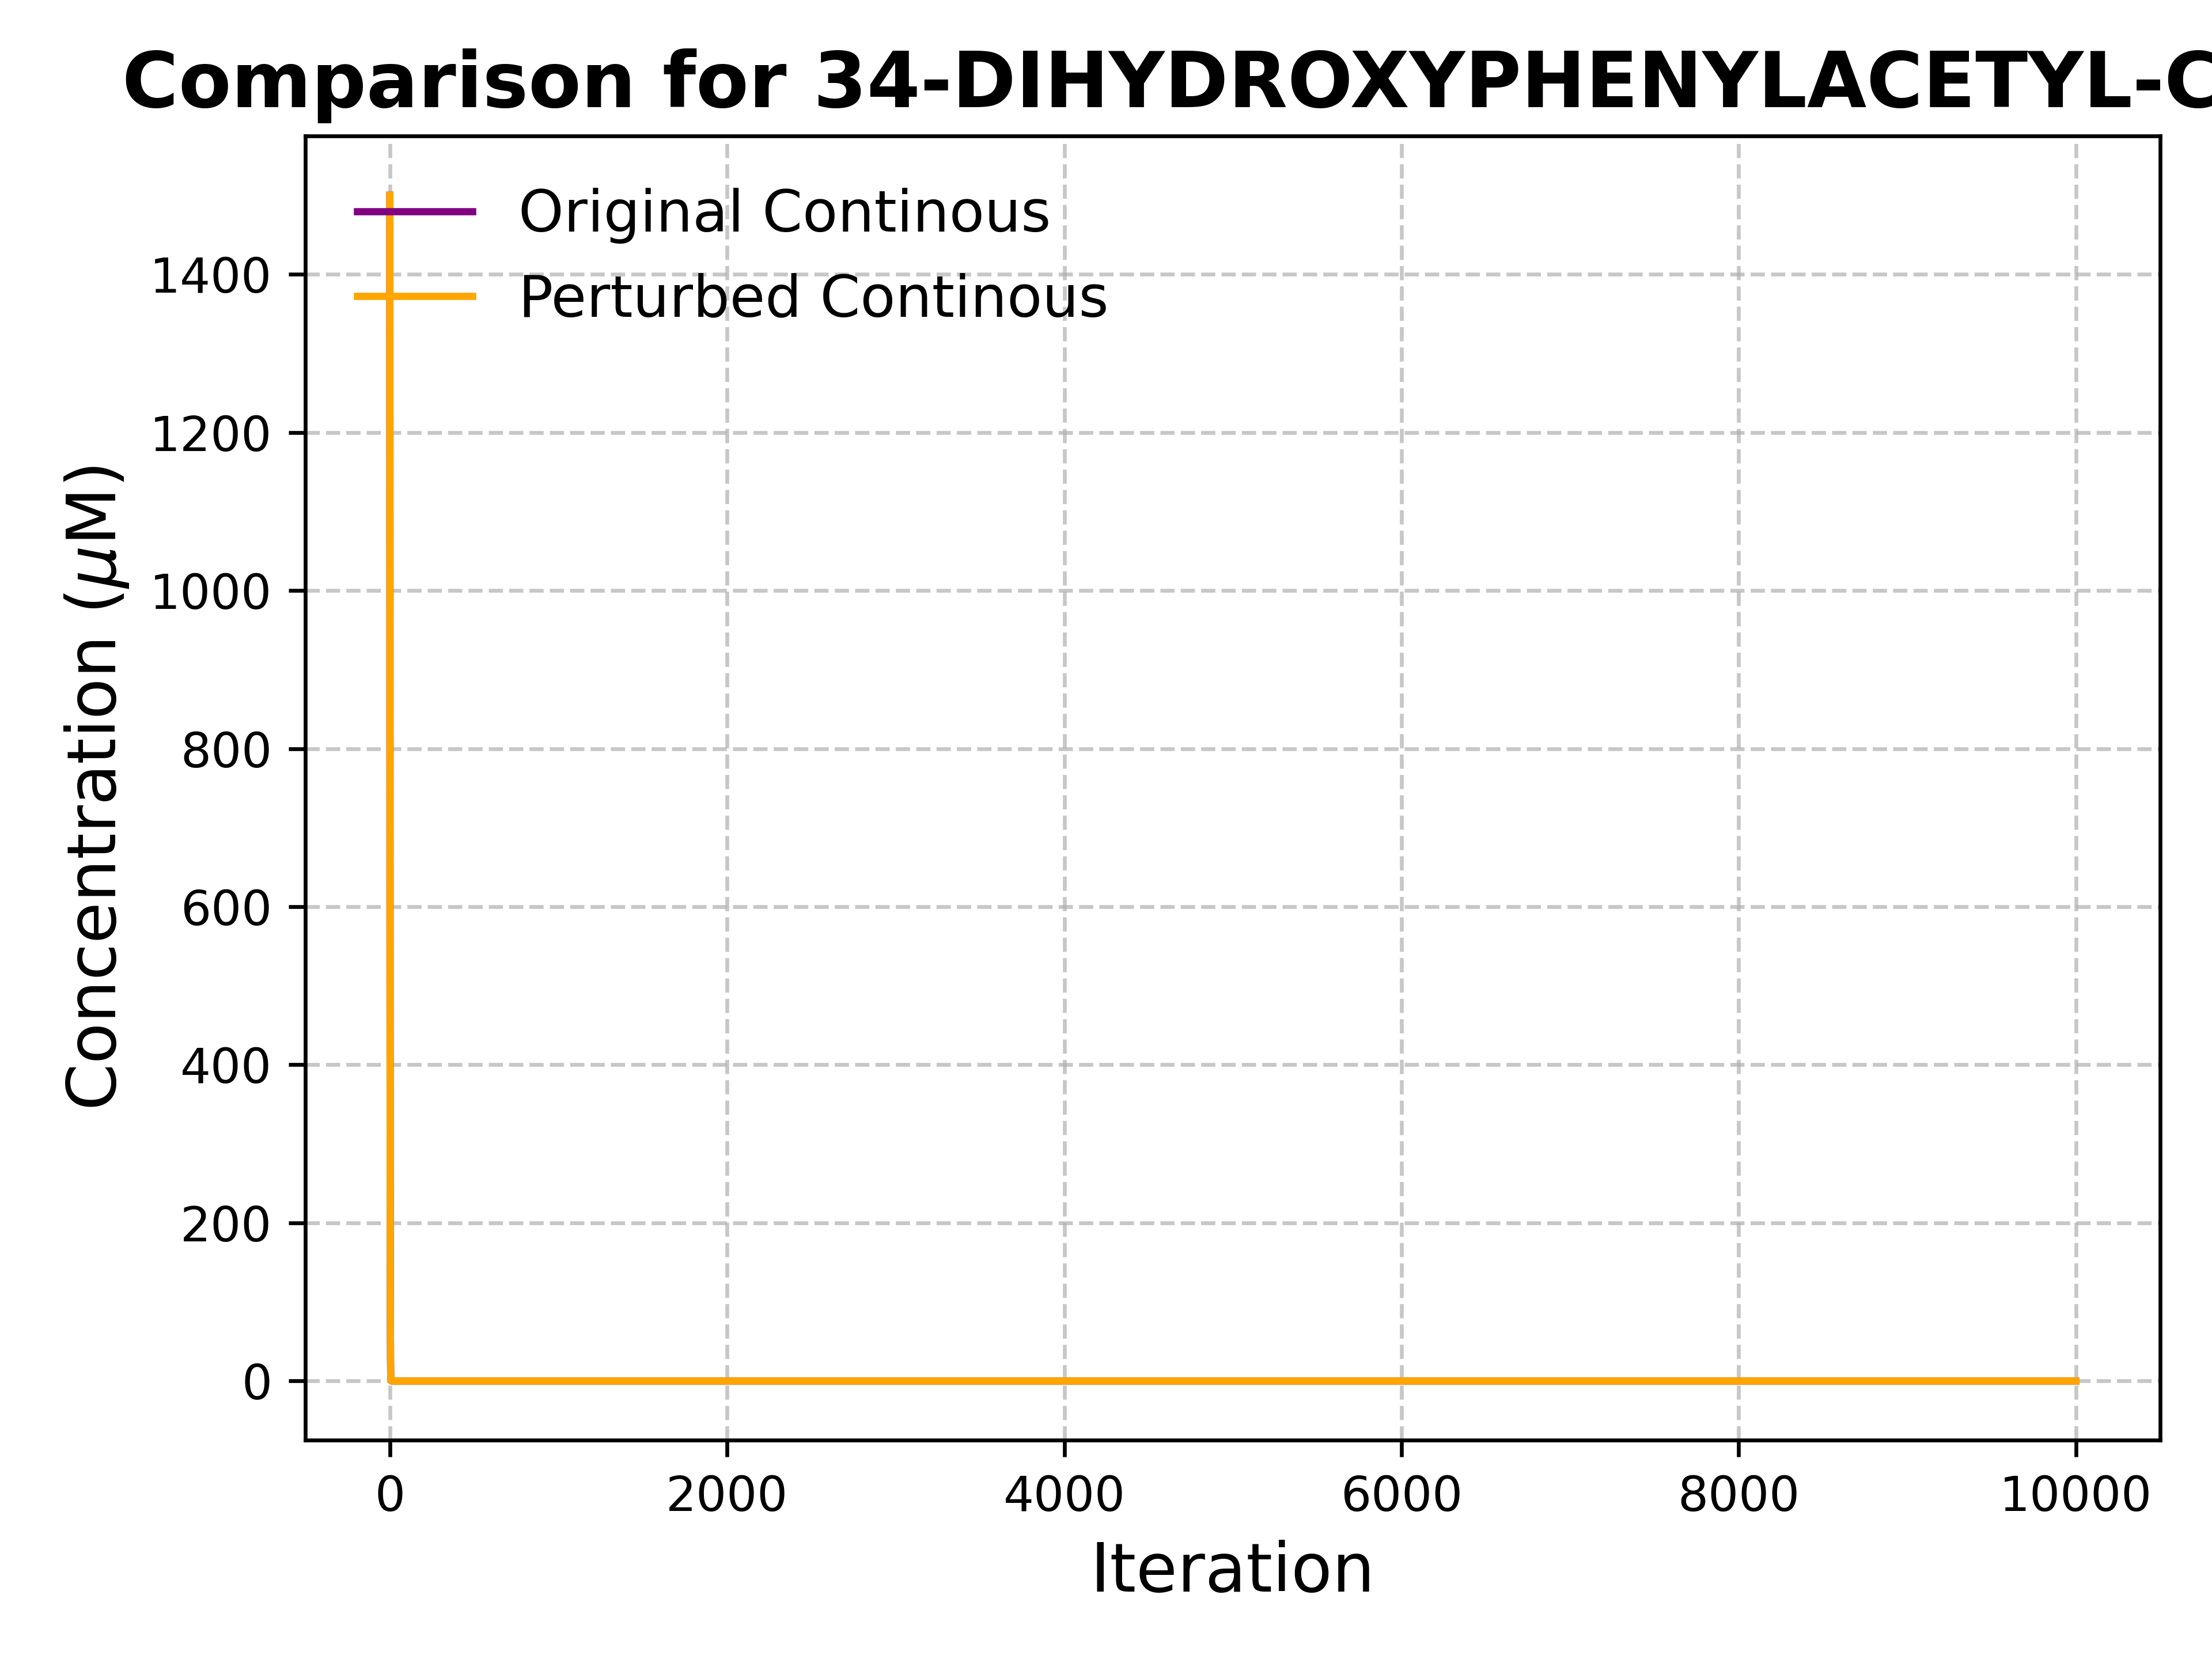 Comparison for 34-DIHYDROXYPHENYLACETYL-C
Original Continous
Perturbed Continous
Concentration (μM)
1400
1200
1000
800
600
400
200
0
0 2000 4000 6000 8000 10000
Iteration